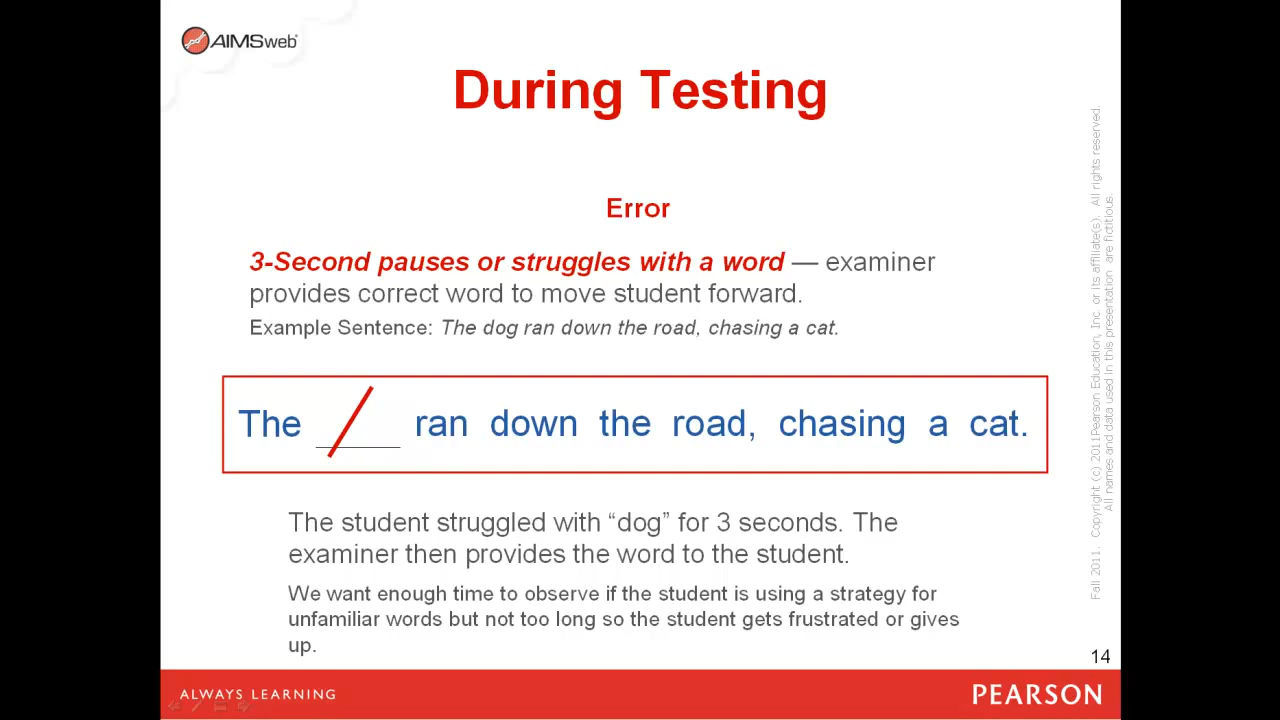 AIMSweb®
During Testing
Error
3-Second pauses or struggles with a word — examiner
provides correct word to move student forward.
Example Sentence: The dog ran down the road, chasing a cat.
The ____ ran down the road, chasing a cat.
The student struggled with “dog” for 3 seconds. The
examiner then provides the word to the student.
We want enough time to observe if the student is using a strategy for
unfamiliar words but not too long so the student gets frustrated or gives
up.
Fall 2011. Copyright (c) 2011Pearson Education, Inc. or its affiliate(s). All rights reserved.
All names and data used in this presentation are fictitious.
14
ALWAYS LEARNING
PEARSON